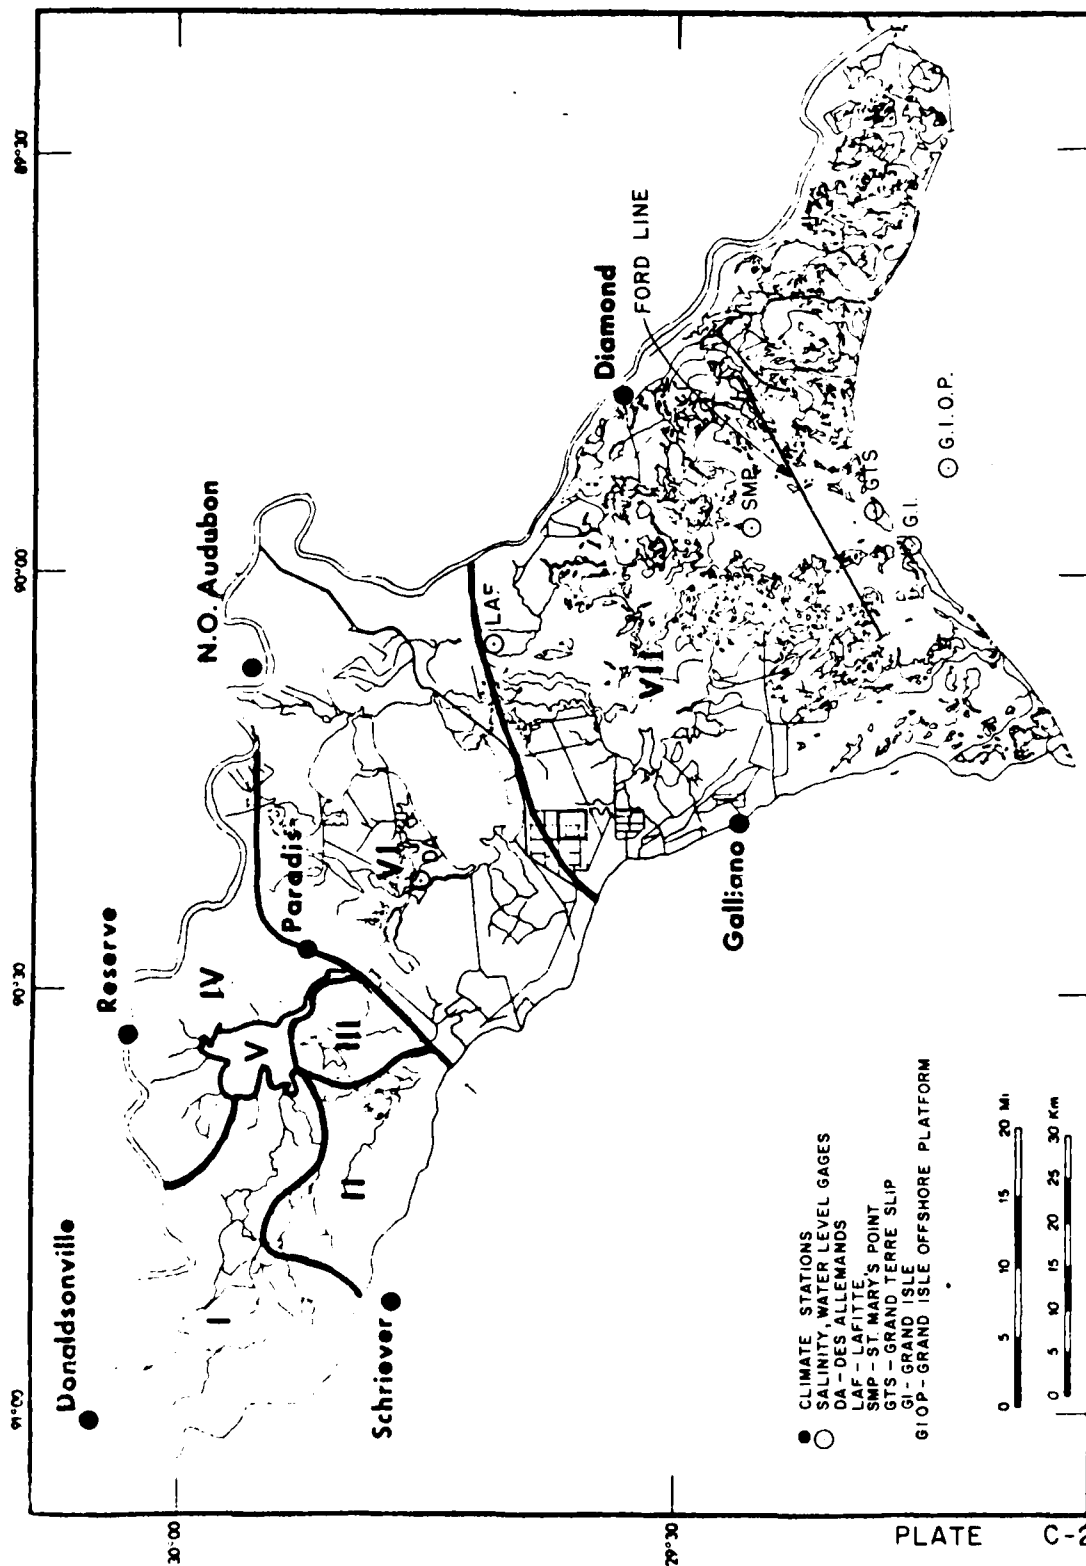 91°00'
90°30'
90°00'
89°30'
30°00'
29°30'
Donaldsonville
Reserve
N.O. Audubon
Paradis
Schriever
Galliano
Diamond
I
II
III
IV
V
VI
VII
DA
LAF
SMP
GTS
G.I.
G.I.O.P.
FORD LINE
CLIMATE STATIONS
SALINITY, WATER LEVEL GAGES
DA - DES ALLEMANDS
LAF - LAFITTE
SMP - ST. MARY'S POINT
GTS - GRAND TERRE SLIP
GI - GRAND ISLE
GIOP - GRAND ISLE OFFSHORE PLATFORM
0 5 10 15 20 Mi
0 5 10 15 20 25 30 Km
PLATE C-2